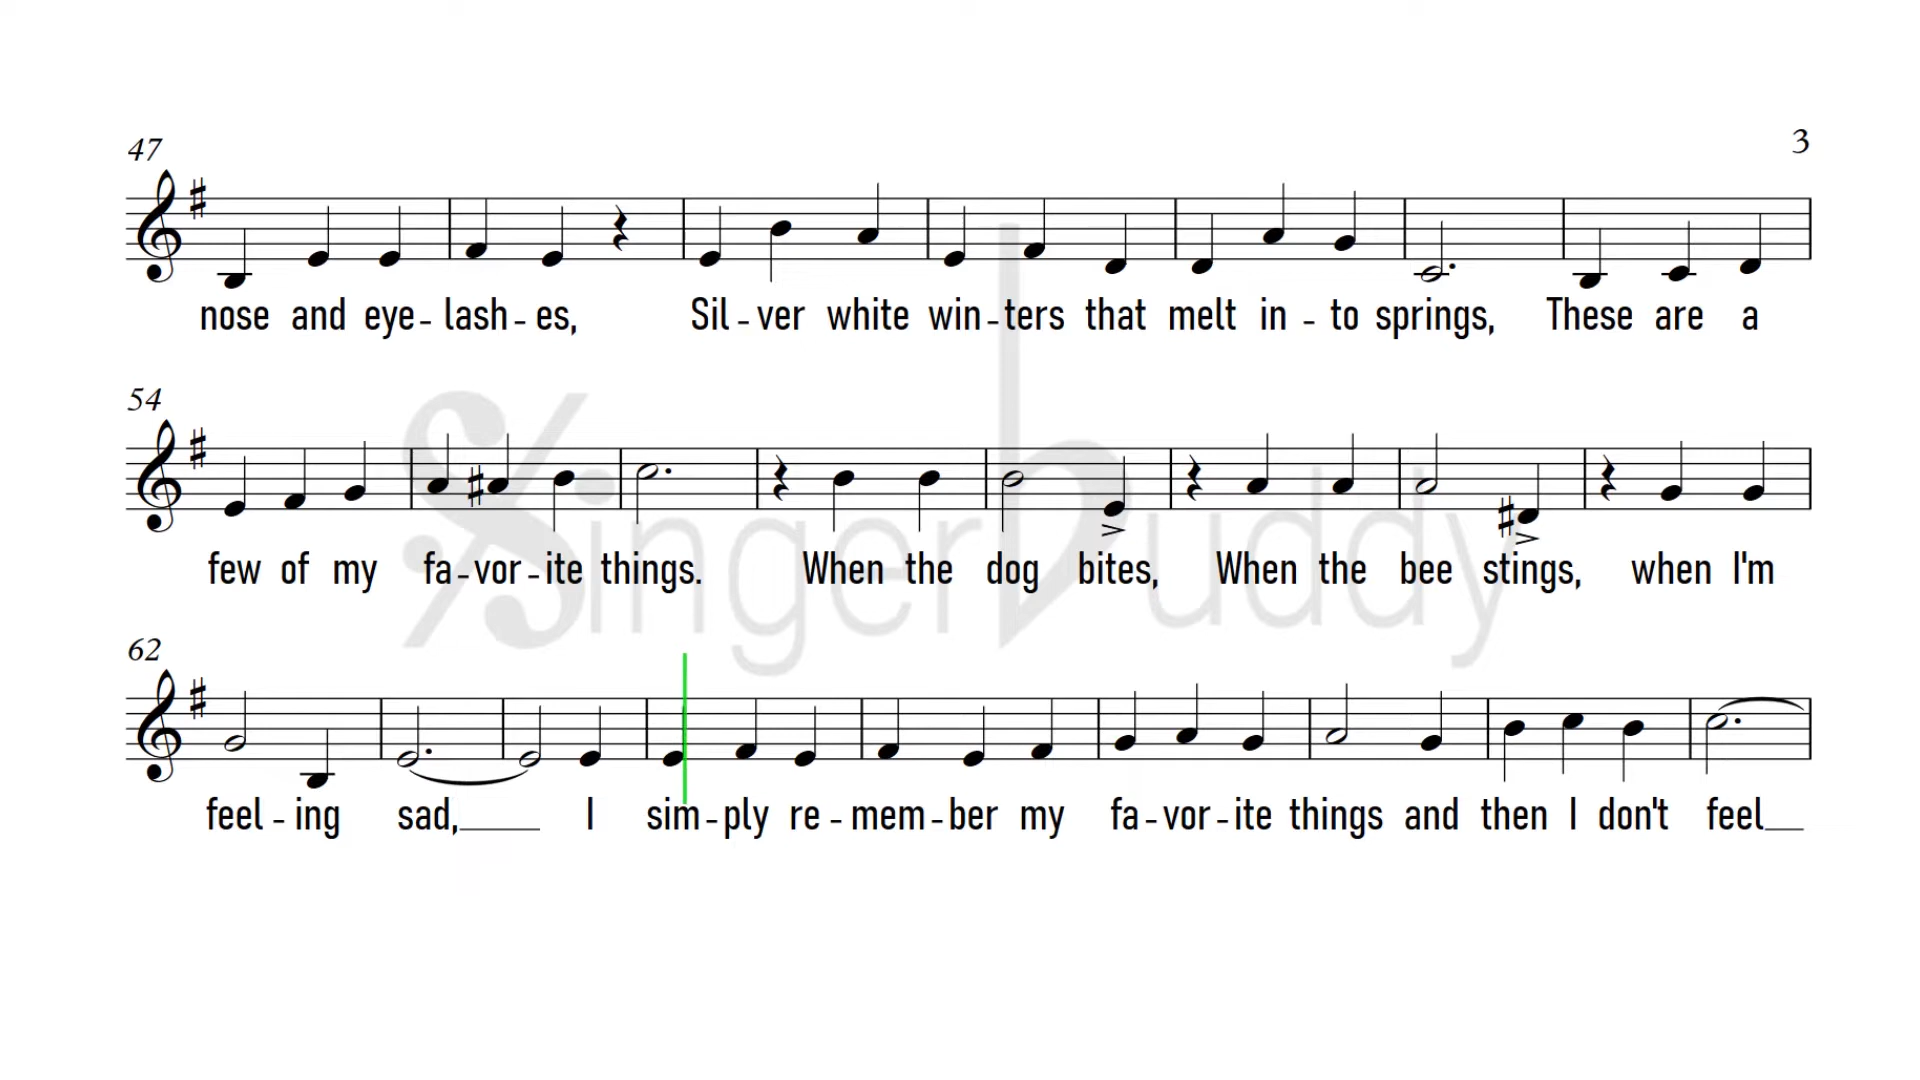 47
3
nose and eye-lash-es, Sil-ver white win-ters that melt in-to springs, These are a
54
few of my fa-vor-ite things. When the dog bites, When the bee stings, when I'm
62
feel-ing sad,___ I sim-ply re-mem-ber my fa-vor-ite things and then I don't feel__
Singerbuddy